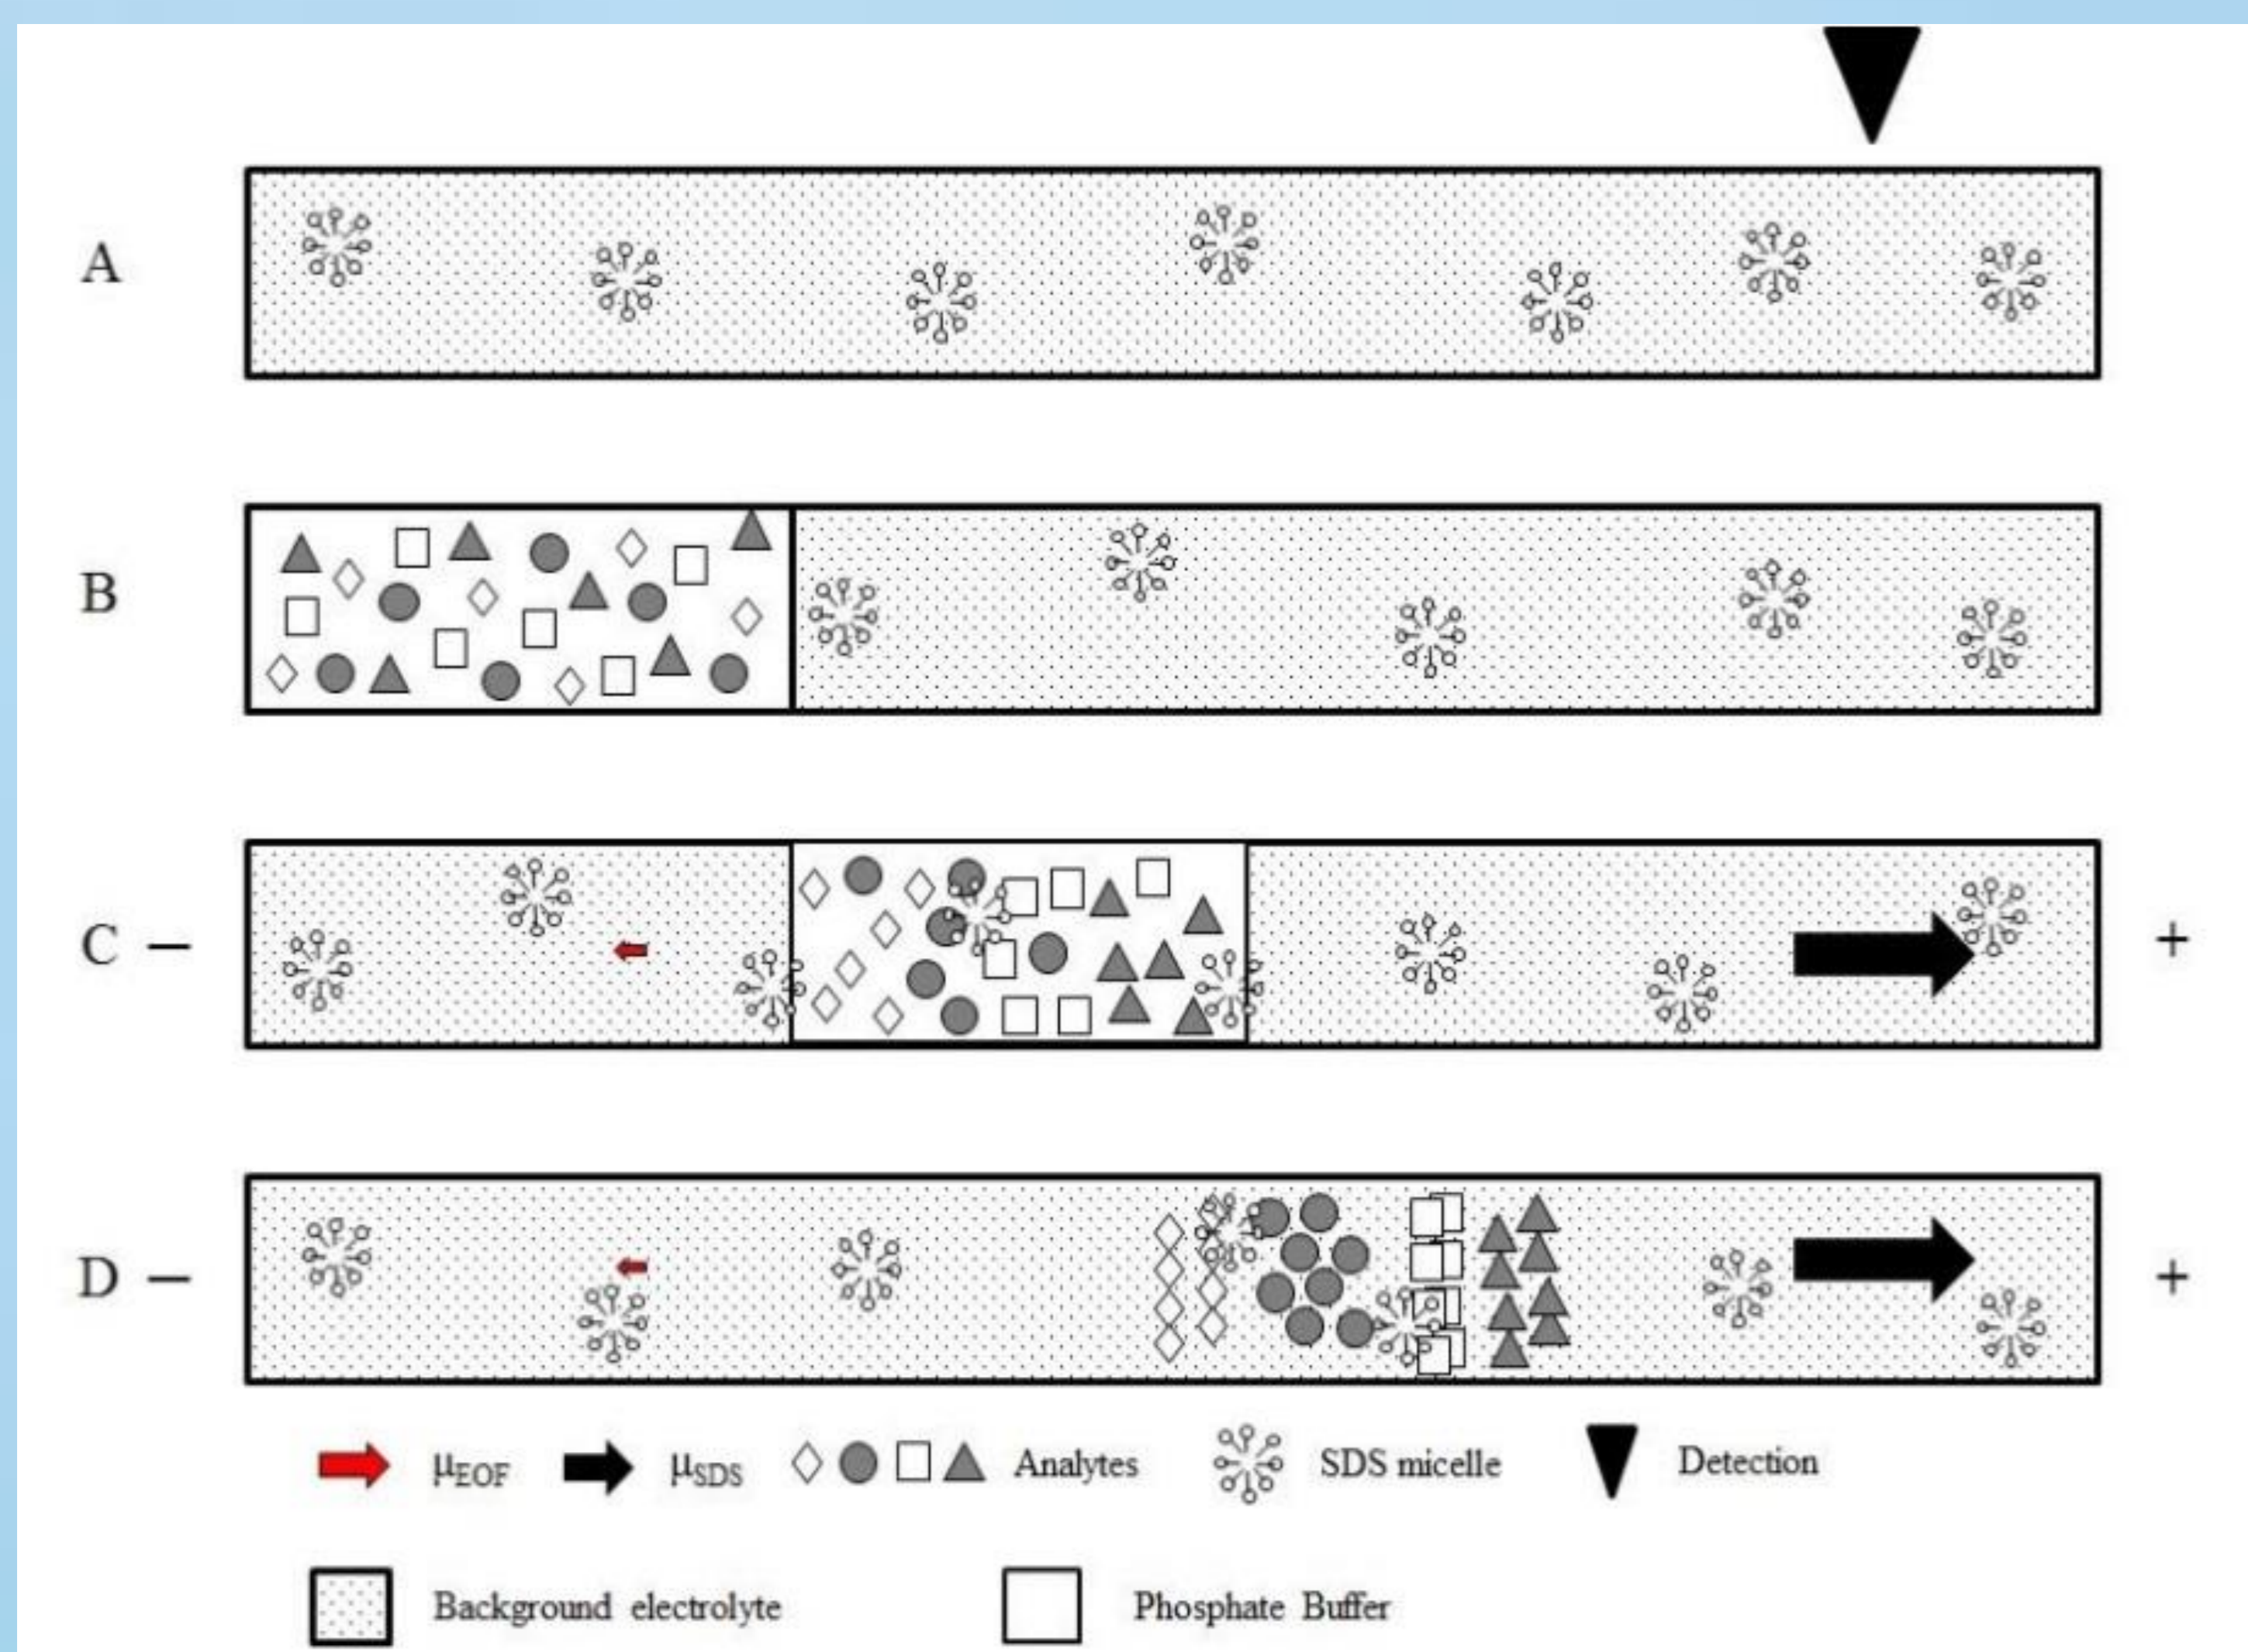 A
B
C – +
D – +
μEOF μSDS Analytes SDS micelle Detection
Background electrolyte Phosphate Buffer